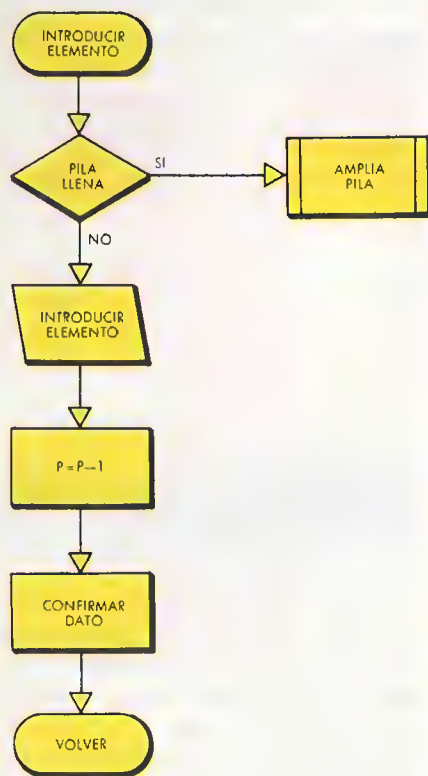 INTRODUCIR
ELEMENTO
PILA
LLENA
SI
AMPLIA
PILA
NO
INTRODUCIR
ELEMENTO
P=P—1
CONFIRMAR
DATO
VOLVER